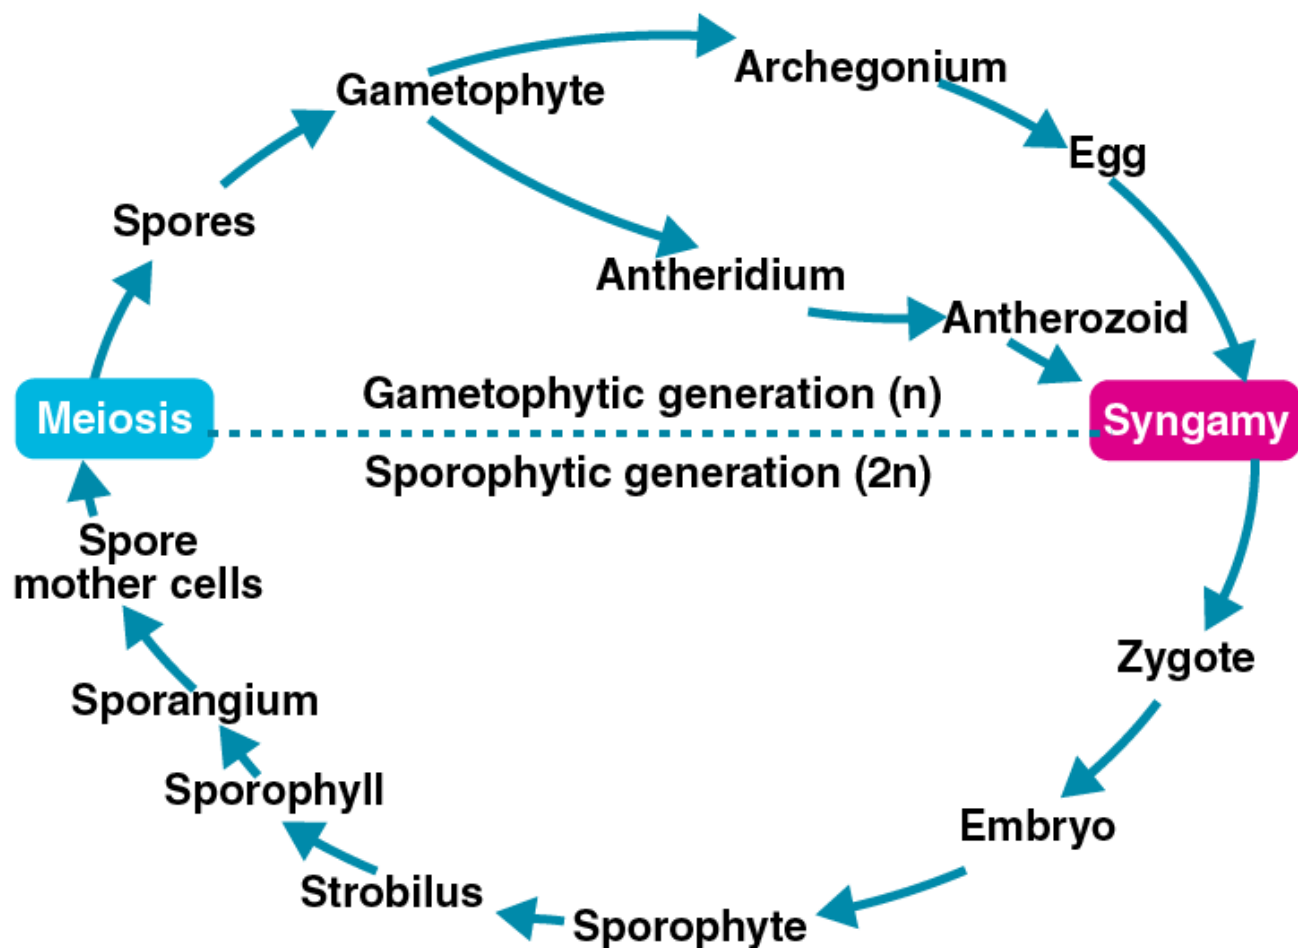 Archegonium
Gametophyte
Egg
Spores
Antheridium
Antherozoid
Gametophytic generation (n)
Meiosis
Syngamy
Sporophytic generation (2n)
Spore
mother cells
Zygote
Sporangium
Sporophyll
Embryo
Strobilus
Sporophyte